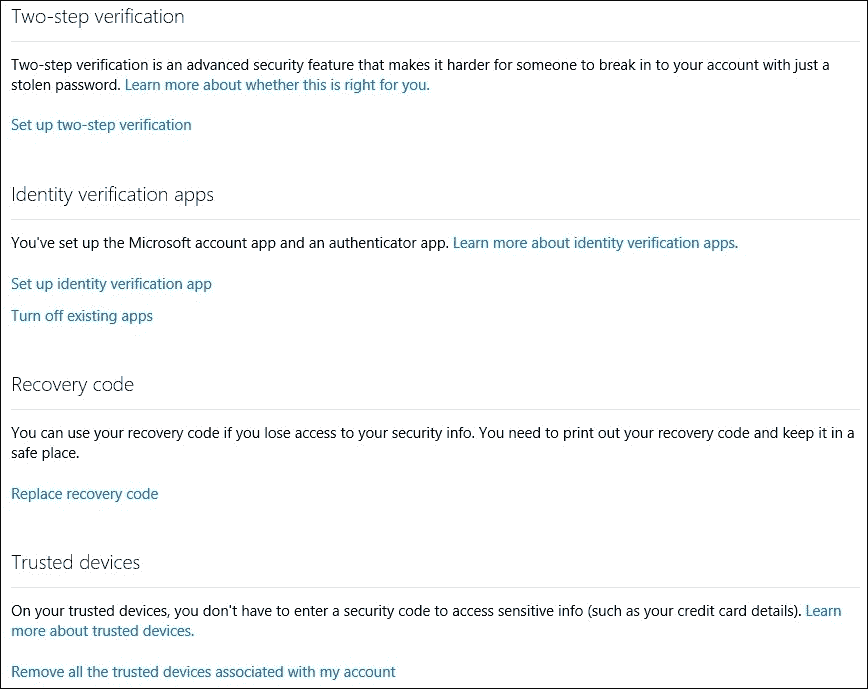 Two-step verification
Two-step verification is an advanced security feature that makes it harder for someone to break in to your account with just a
stolen password. Learn more about whether this is right for you.
Set up two-step verification
Identity verification apps
You've set up the Microsoft account app and an authenticator app. Learn more about identity verification apps.
Set up identity verification app
Turn off existing apps
Recovery code
You can use your recovery code if you lose access to your security info. You need to print out your recovery code and keep it in a
safe place.
Replace recovery code
Trusted devices
On your trusted devices, you don't have to enter a security code to access sensitive info (such as your credit card details). Learn
more about trusted devices.
Remove all the trusted devices associated with my account